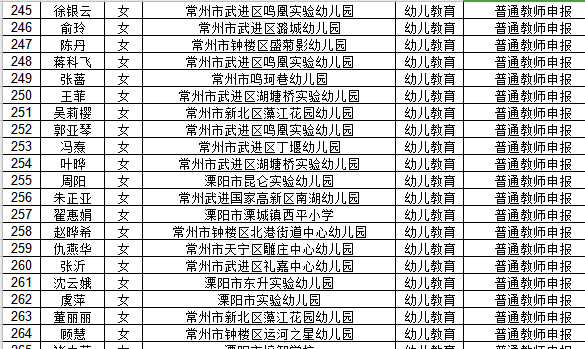 245 徐银云 女 常州市武进区鸣凰实验幼儿园 幼儿教育 普通教师申报
246 俞玲 女 常州市武进区潞城幼儿园 幼儿教育 普通教师申报
247 陈丹 女 常州市钟楼区盛菊影幼儿园 幼儿教育 普通教师申报
248 蒋科飞 女 常州市武进区鸣凰实验幼儿园 幼儿教育 普通教师申报
249 张蔷 女 常州市鸣珂巷幼儿园 幼儿教育 普通教师申报
250 王菲 女 常州市武进区湖塘桥实验幼儿园 幼儿教育 普通教师申报
251 吴莉樱 女 常州市新北区藻江花园幼儿园 幼儿教育 普通教师申报
252 郭亚琴 女 常州市武进区鸣凰实验幼儿园 幼儿教育 普通教师申报
253 冯焘 女 常州市武进区丁堰幼儿园 幼儿教育 普通教师申报
254 叶晔 女 常州市武进区湖塘桥实验幼儿园 幼儿教育 普通教师申报
255 周阳 女 溧阳市昆仑实验幼儿园 幼儿教育 普通教师申报
256 朱正亚 女 常州武进国家高新区南湖幼儿园 幼儿教育 普通教师申报
257 翟惠娟 女 溧阳市溧城镇西平小学 幼儿教育 普通教师申报
258 赵晔希 女 常州市钟楼区北港街道中心幼儿园 幼儿教育 普通教师申报
259 仇燕华 女 常州市天宁区雕庄中心幼儿园 幼儿教育 普通教师申报
260 张沂 女 常州市武进区礼嘉中心幼儿园 幼儿教育 普通教师申报
261 沈云娥 女 溧阳市东升实验幼儿园 幼儿教育 普通教师申报
262 虞萍 女 溧阳市实验幼儿园 幼儿教育 普通教师申报
263 董丽丽 女 常州市新北区藻江花园幼儿园 幼儿教育 普通教师申报
264 顾慧 女 常州市钟楼区运河之星幼儿园 幼儿教育 普通教师申报